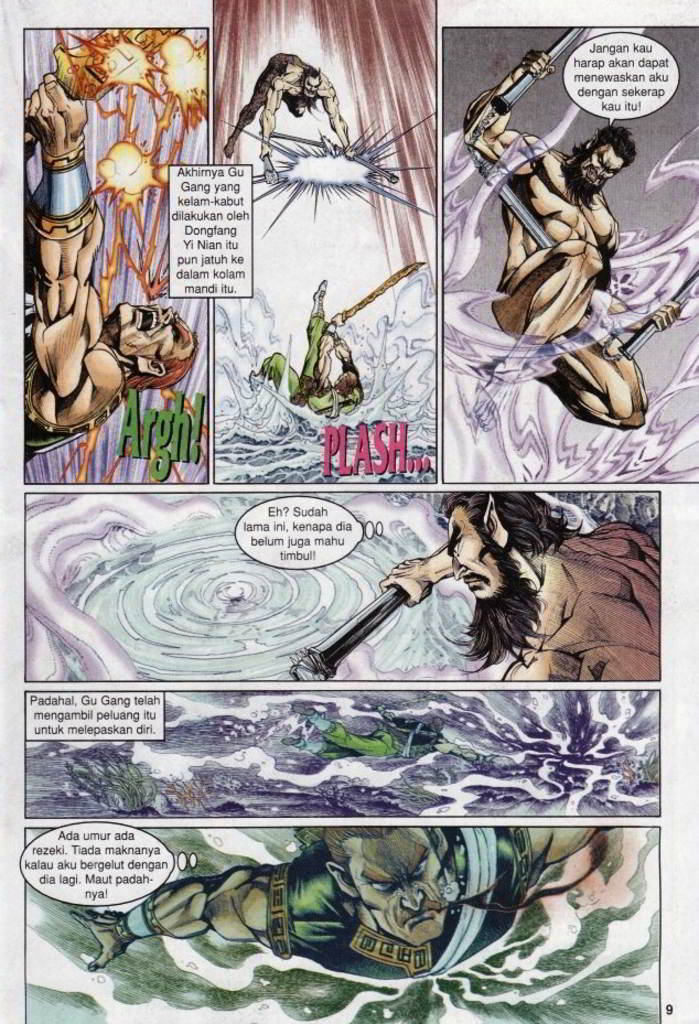 Akhirnya Gu
Gang yang
kelam-kabut
dilakukan oleh
Dongfang
Yi Nian itu
pun jatuh ke
dalam kolam
mandi itu.
Argh!
PLASH...
Jangan kau
harap akan dapat
menewaskan aku
dengan sekerap
kau itu!
Eh? Sudah
lama ini, kenapa dia
belum juga mahu
timbul!
Padahal, Gu Gang telah
mengambil peluang itu
untuk melepaskan diri.
Ada umur ada
rezeki. Tiada maknanya
kalau aku bergelut dengan
dia lagi. Maut padah-
nya!
9